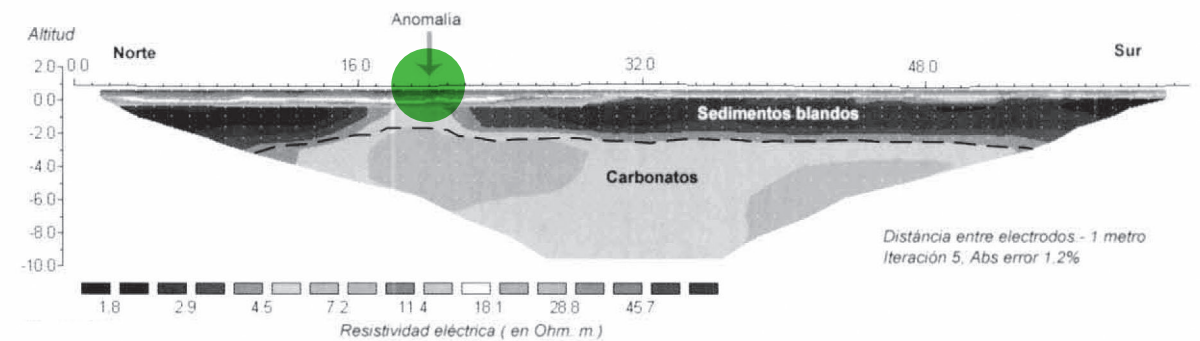 Anomalía
Altitud
Norte
Sur
2.0 0.0 16.0 32.0 48.0
0.0
Sedimentos blandos
-2.0
-4.0
Carbonatos
-6.0
-8.0
Distáncia entre electrodos - 1 metro
Iteración 5, Abs error 1.2%
-10.0
1.8 2.9 4.5 7.2 11.4 18.1 28.8 45.7
Resistividad eléctrica ( en Ohm. m.)